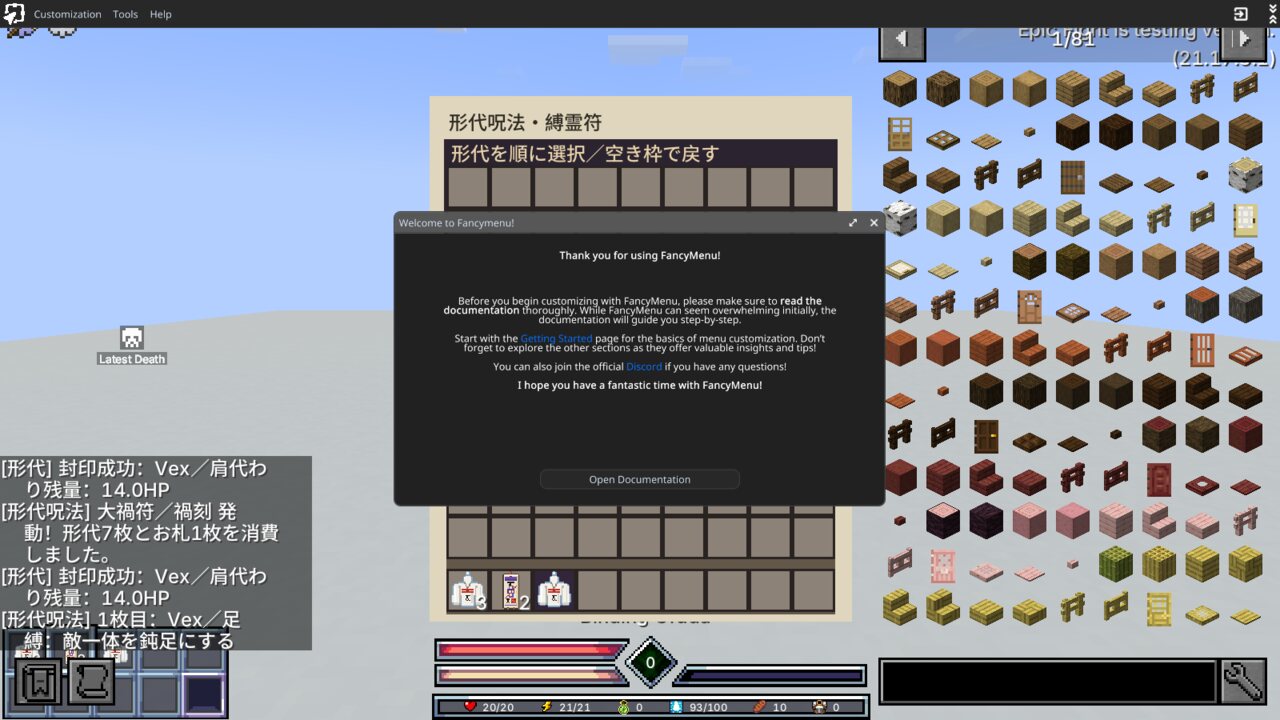 Customization Tools Help
1/81
形代呪法・縛霊符
形代を順に選択／空き枠で戻す
Welcome to Fancymenu!
Thank you for using FancyMenu!
Before you begin customizing with FancyMenu, please make sure to read the
documentation thoroughly. While FancyMenu can seem overwhelming initially, the
documentation will guide you step-by-step.
Start with the Getting Started page for the basics of menu customization. Don't
forget to explore the other sections as they offer valuable insights and tips!
You can also join the official Discord if you have any questions!
I hope you have a fantastic time with FancyMenu!
Open Documentation
Latest Death
[形代] 封印成功：Vex／肩代わ
り残量：14.0HP
[形代呪法] 大禍符／禍刻 発
動！形代7枚とお札1枚を消費
しました。
[形代] 封印成功：Vex／肩代わ
り残量：14.0HP
[形代呪法] 1枚目：Vex／足
縛：敵一体を鈍足にする
3
2
0
20/20 21/21 0 93/100 10 0